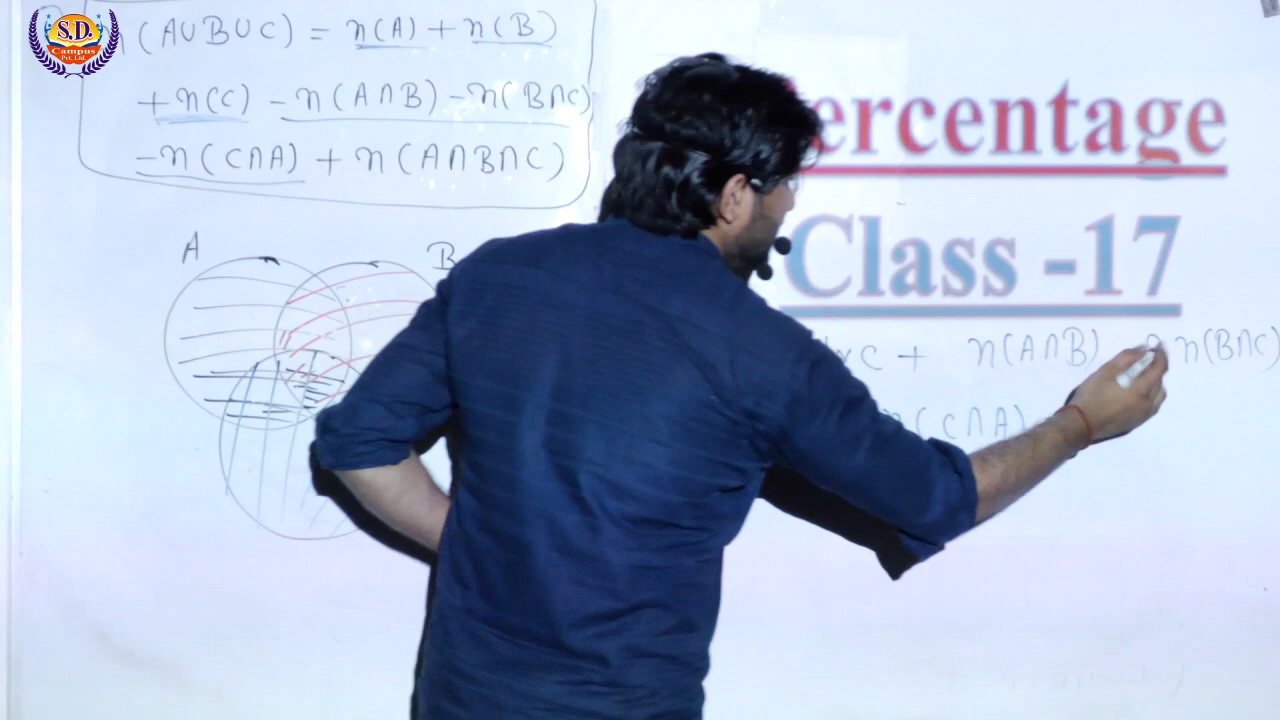 S.D.
Campus
Pvt. Ltd.
(A∪B∪C) = n(A) + n(B)
+ n(C) - n(A∩B) - n(B∩C)
- n(C∩A) + n(A∩B∩C)
A B
ercentage
Class -17
C + n(A∩B) n(B∩C)
(C∩A)